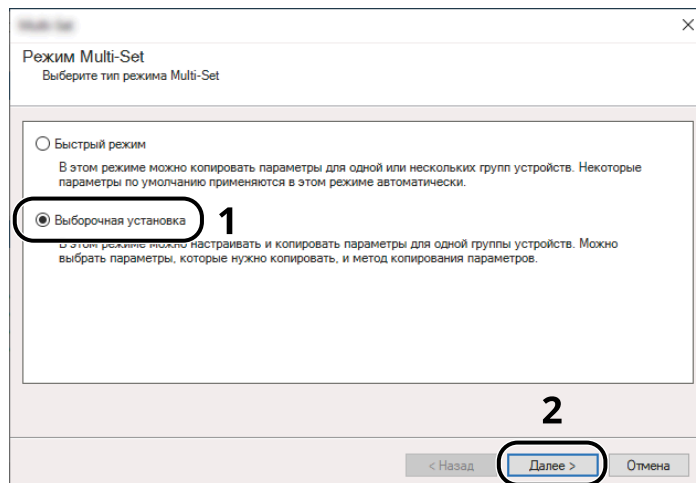 Режим Multi-Set
Выберите тип режима Multi-Set
Быстрый режим
В этом режиме можно копировать параметры для одной или нескольких групп устройств. Некоторые
параметры по умолчанию применяются в этом режиме автоматически.
Выборочная установка
1
В этом режиме можно настраивать и копировать параметры для одной группы устройств. Можно
выбрать параметры, которые нужно копировать, и метод копирования параметров.
2
< Назад
Далее >
Отмена